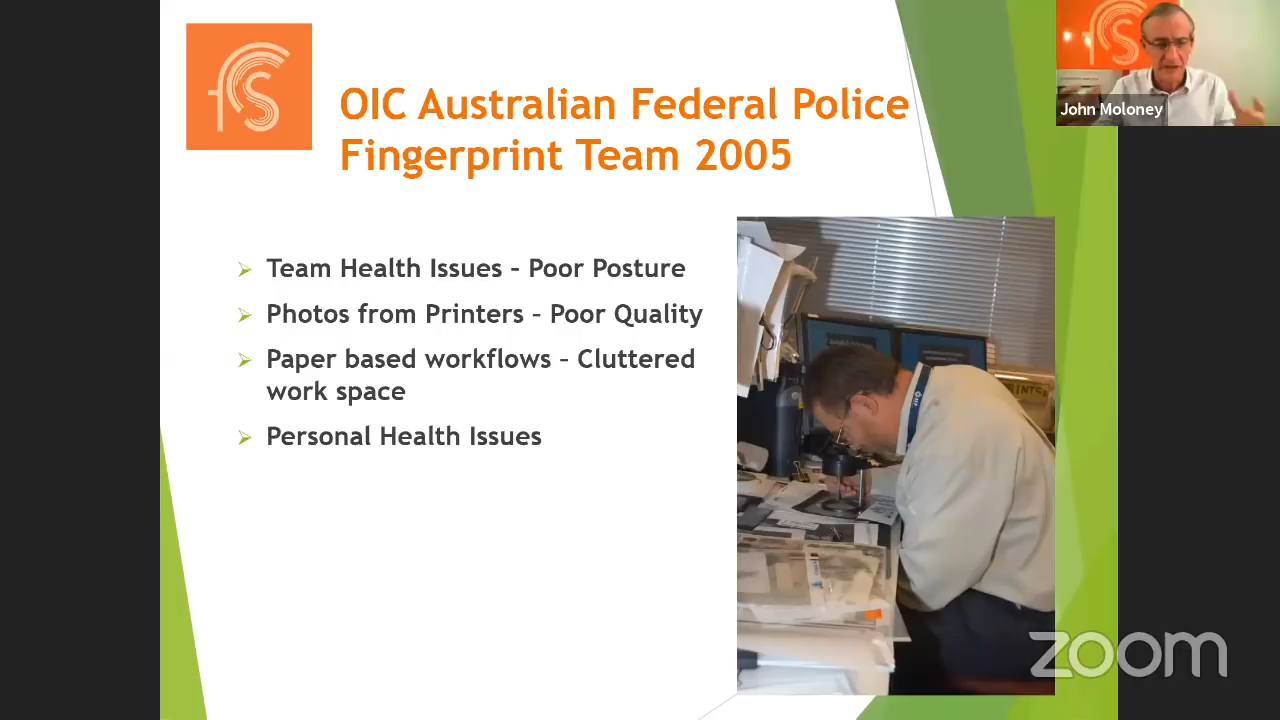 fSS
OIC Australian Federal Police
Fingerprint Team 2005
John Moloney
Team Health Issues – Poor Posture
Photos from Printers – Poor Quality
Paper based workflows – Cluttered
work space
Personal Health Issues
zoom